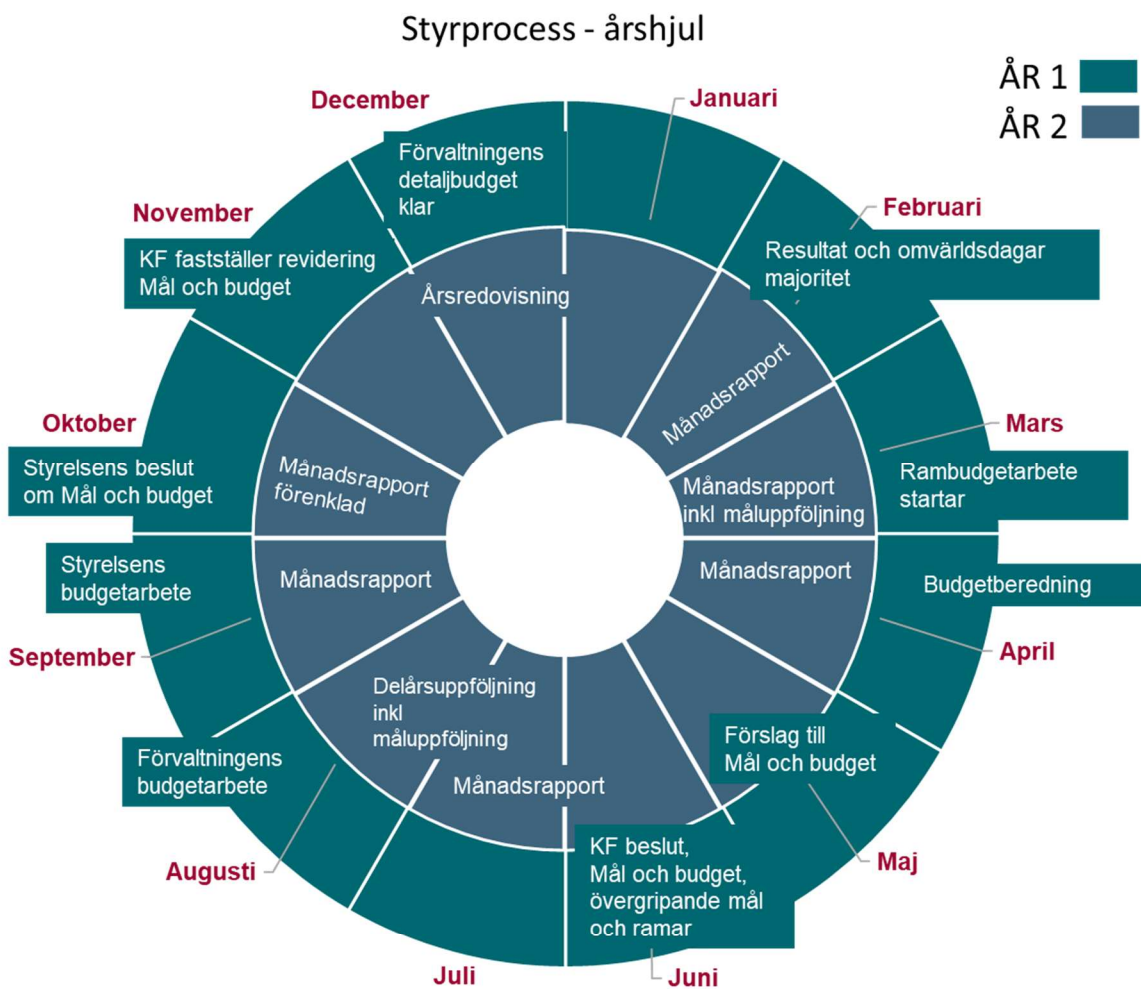 Styrprocess - årshjul
ÅR 1
ÅR 2
December
Januari
Förvaltningens
detaljbudget
klar
November
Februari
KF fastställer revidering
Mål och budget
Resultat och omvärldsdagar
majoritet
Årsredovisning
Månadsrapport
Oktober
Mars
Styrelsens beslut
om Mål och budget
Månadsrapport
förenklad
Månadsrapport
inkl måluppföljning
Rambudgetarbete
startar
Styrelsens
budgetarbete
Månadsrapport
Månadsrapport
Budgetberedning
September
April
Delårsuppföljning
inkl
måluppföljning
Förslag till
Mål och budget
Förvaltningens
budgetarbete
Månadsrapport
KF beslut,
Mål och budget,
övergripande mål
och ramar
Augusti
Maj
Juli
Juni